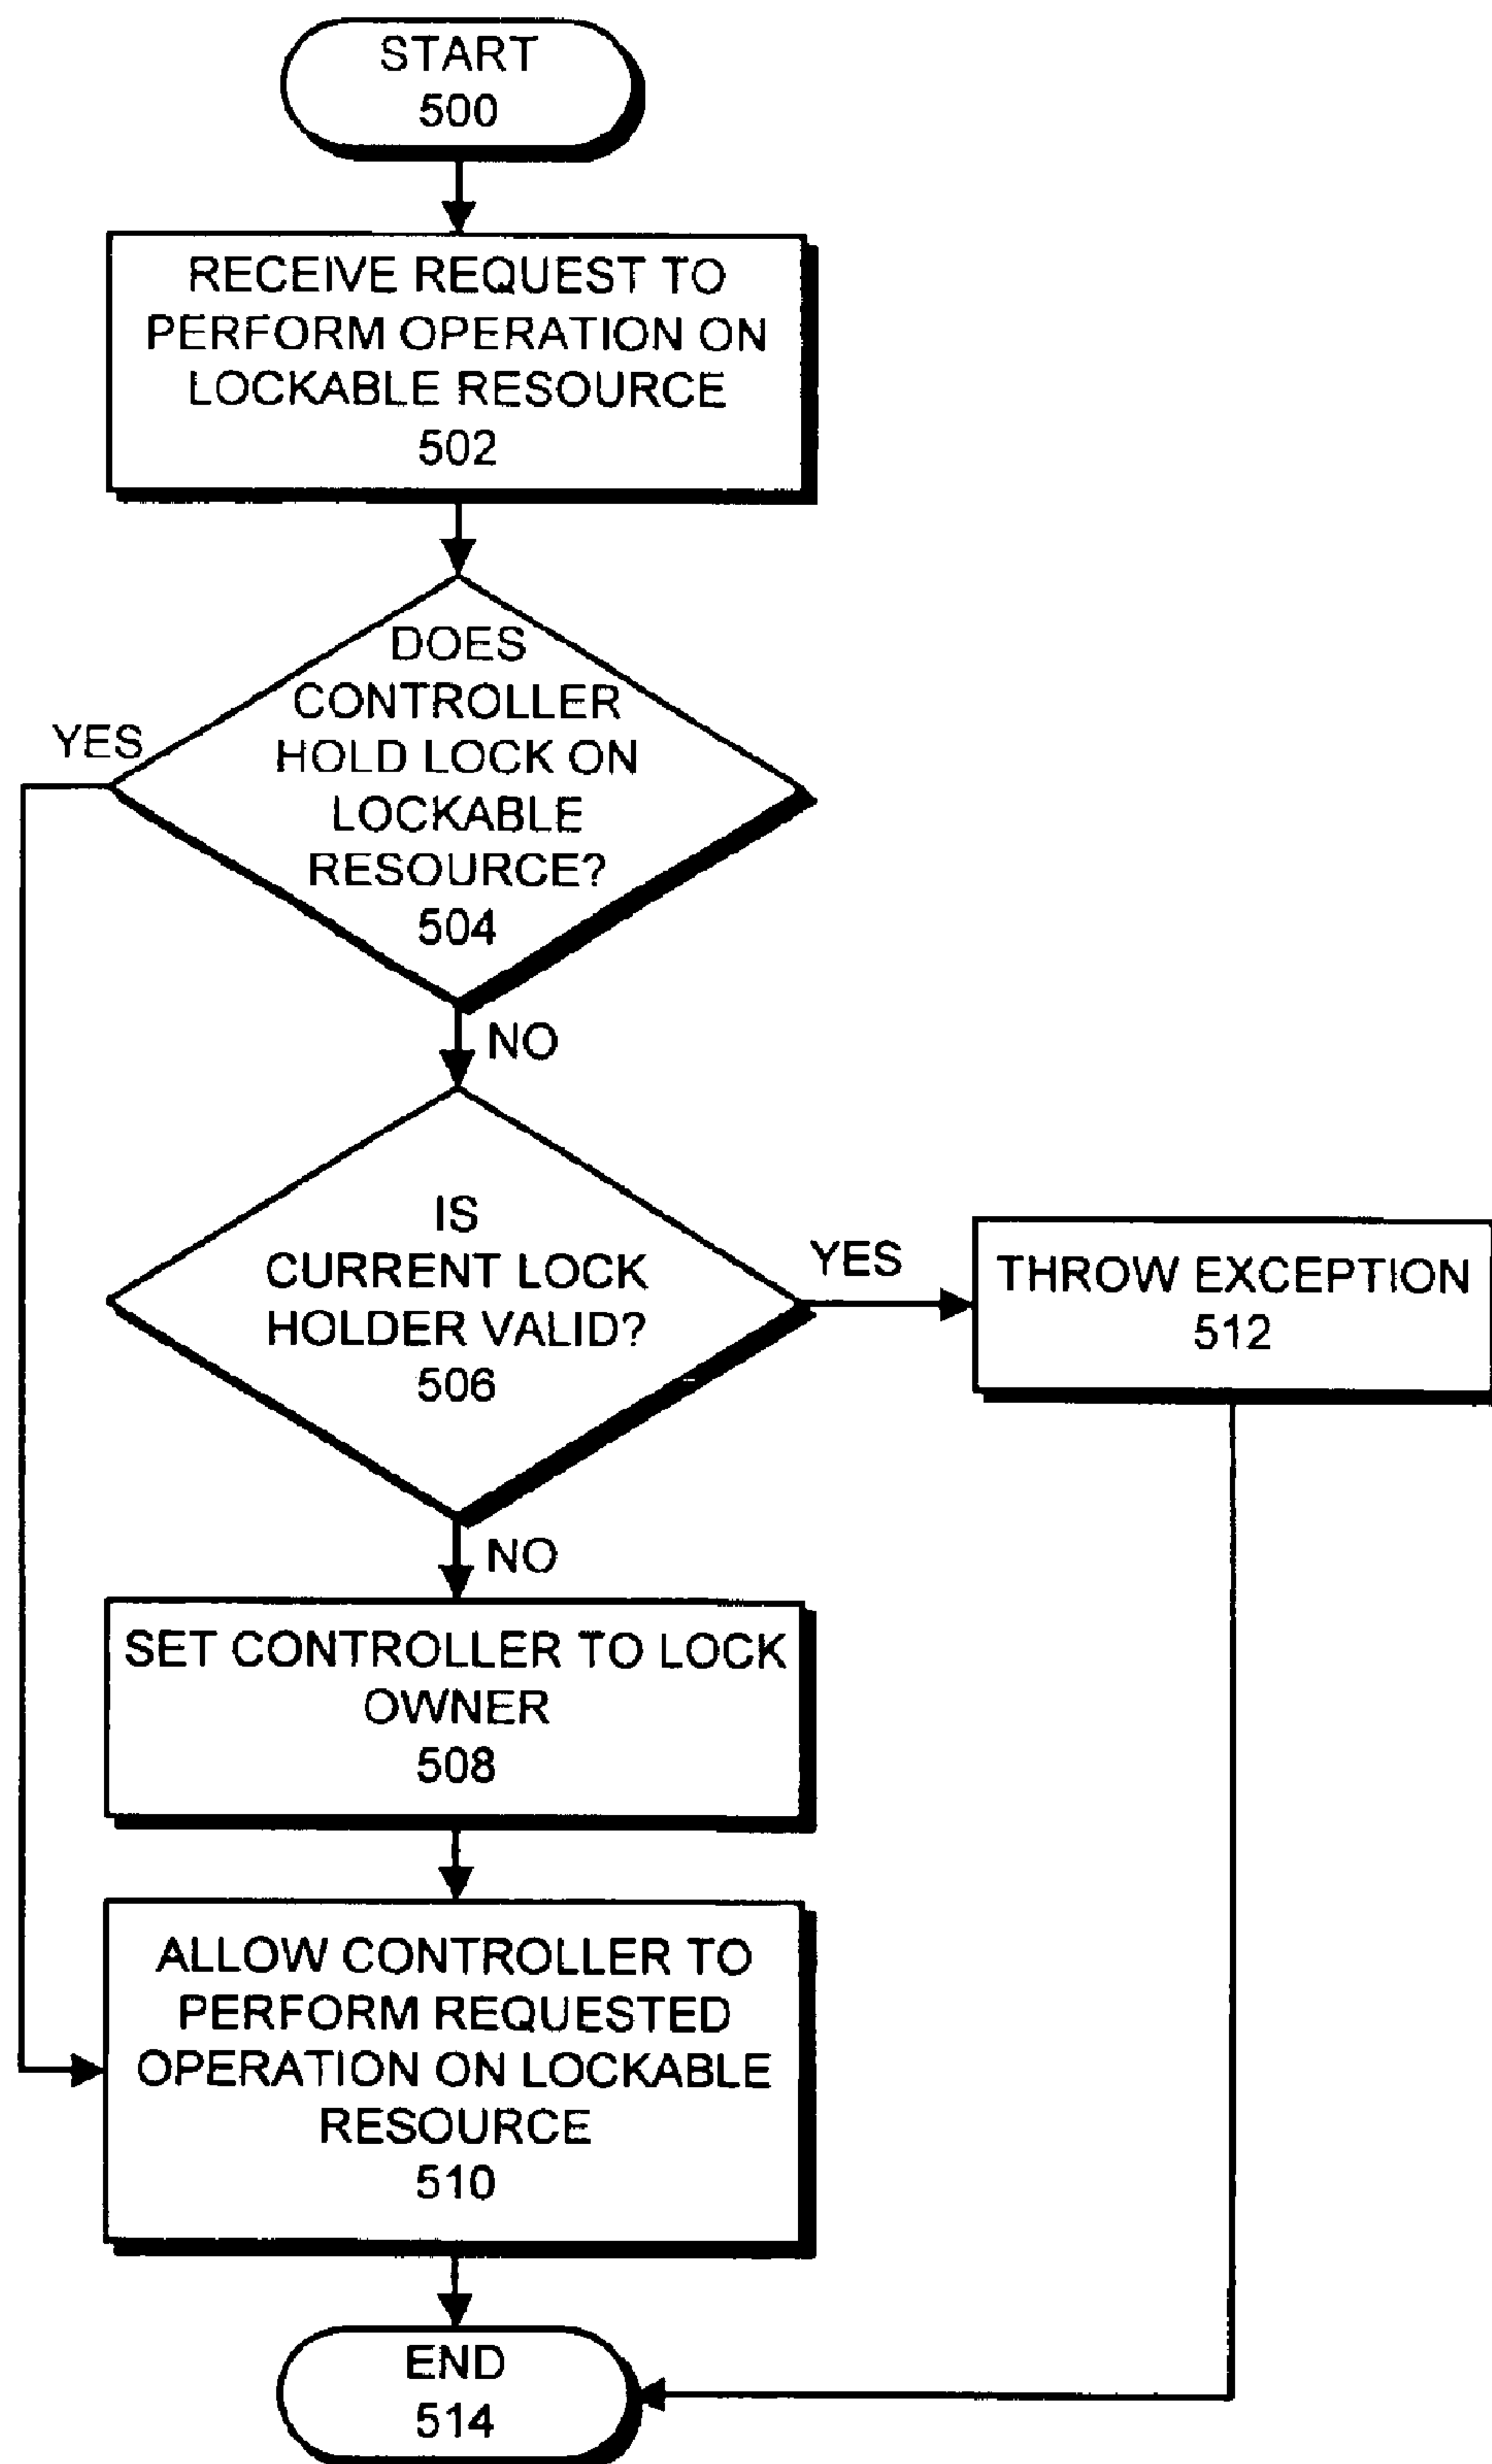 START
500
RECEIVE REQUEST TO
PERFORM OPERATION ON
LOCKABLE RESOURCE
502
DOES
CONTROLLER
HOLD LOCK ON
LOCKABLE
RESOURCE?
504
YES
NO
IS
CURRENT LOCK
HOLDER VALID?
506
YES
THROW EXCEPTION
512
NO
SET CONTROLLER TO LOCK
OWNER
508
ALLOW CONTROLLER TO
PERFORM REQUESTED
OPERATION ON LOCKABLE
RESOURCE
510
END
514